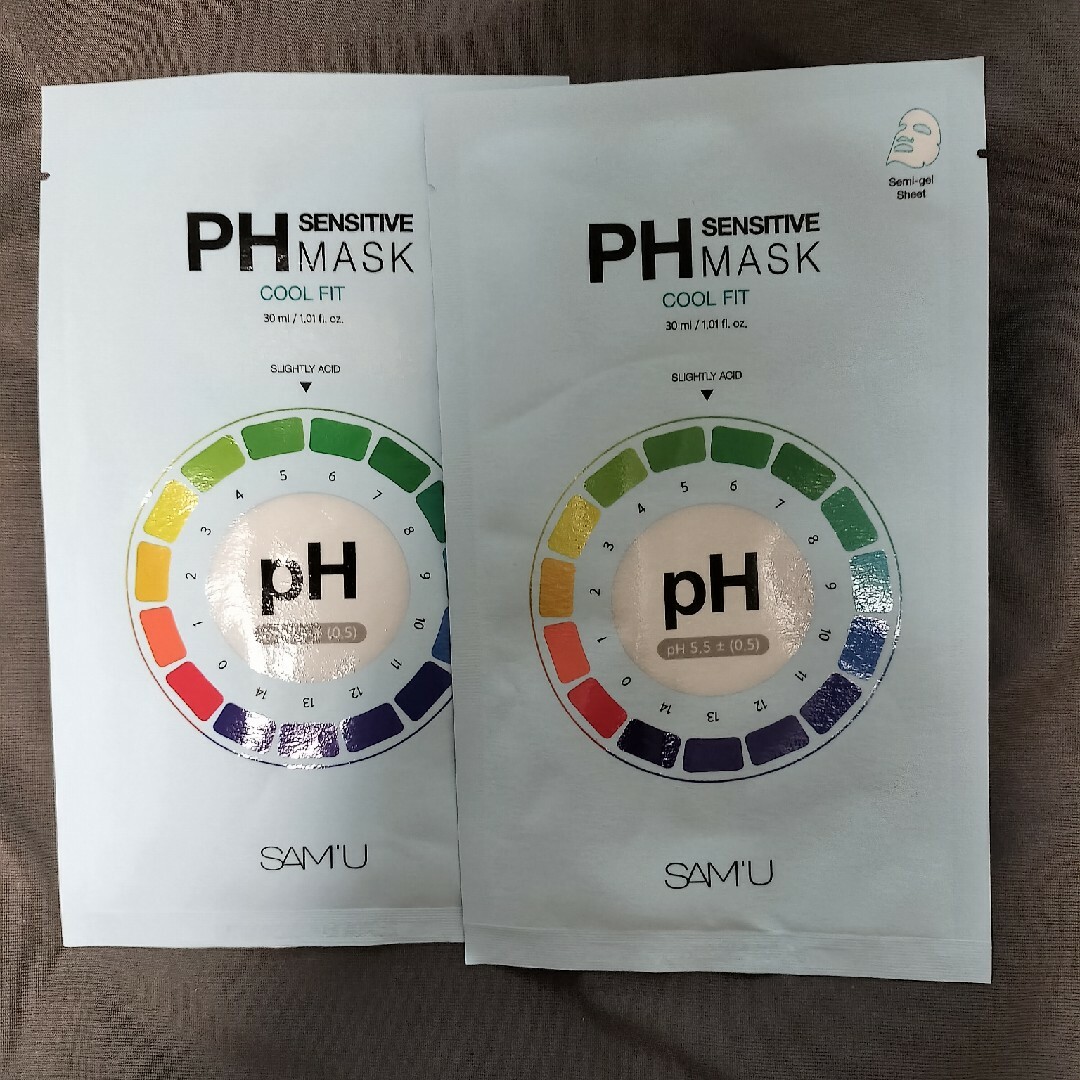 PH SENSITIVE
MASK
COOL FIT
30 ml / 1.01 fl. oz.
SLIGHTLY ACID
0
1
2
3
4
5
6
7
8
9
10
11
12
13
14
pH
(0.5)
SAM'U
Semi-gel
Sheet
PH SENSITIVE
MASK
COOL FIT
30 ml / 1.01 fl. oz.
SLIGHTLY ACID
0
1
2
3
4
5
6
7
8
9
10
11
12
13
14
pH
pH 5.5 ± (0.5)
SAM'U